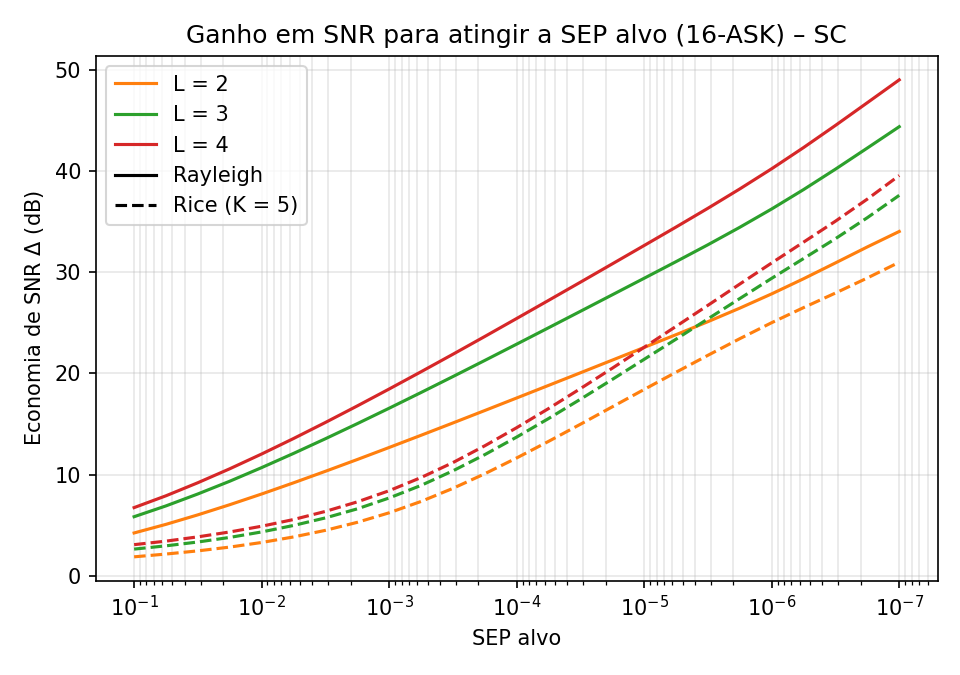 Ganho em SNR para atingir a SEP alvo (16-ASK) – SC
Economia de SNR Δ (dB)
50
40
30
20
10
0
L = 2
L = 3
L = 4
Rayleigh
Rice (K = 5)
10⁻¹ 10⁻² 10⁻³ 10⁻⁴ 10⁻⁵ 10⁻⁶ 10⁻⁷
SEP alvo